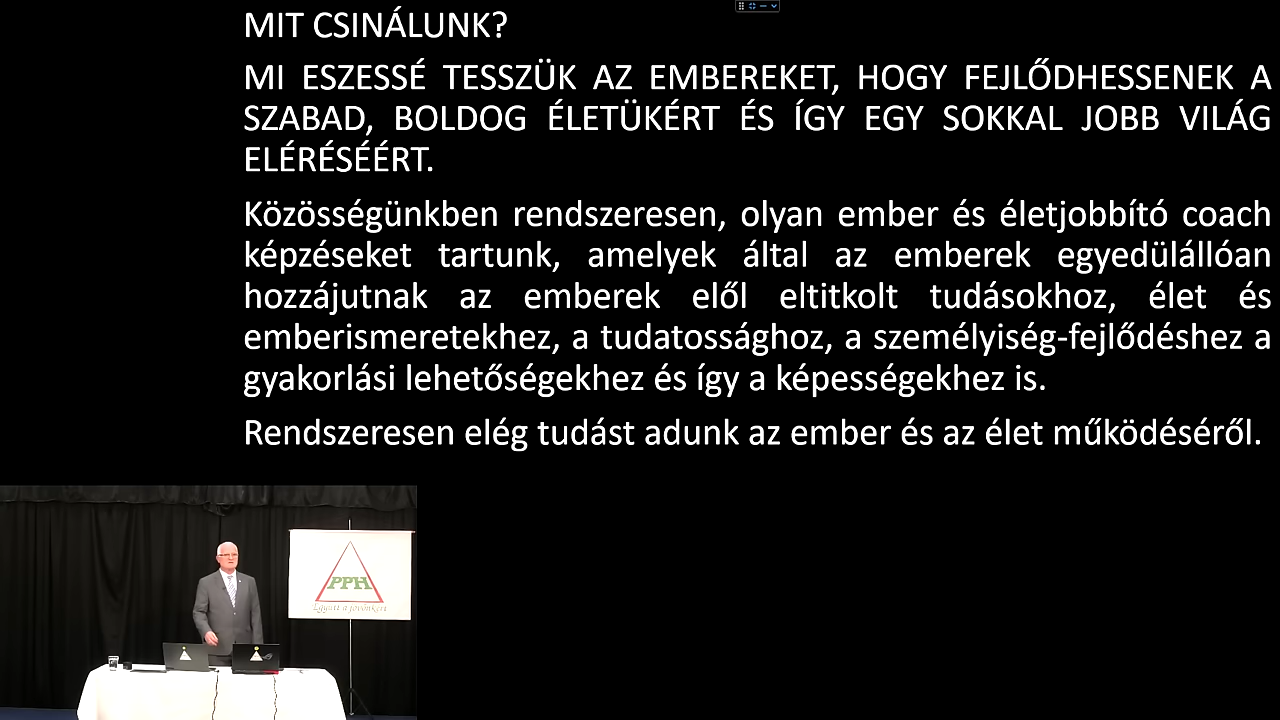 MIT CSINÁLUNK?
MI ESZESSÉ TESSZÜK AZ EMBEREKET, HOGY FEJLŐDHESSENEK A
SZABAD, BOLDOG ÉLETÜKÉRT ÉS ÍGY EGY SOKKAL JOBB VILÁG
ELÉRÉSÉÉRT.
Közösségünkben rendszeresen, olyan ember és életjobbító coach
képzéseket tartunk, amelyek által az emberek egyedülállóan
hozzájutnak az emberek elől eltitkolt tudásokhoz, élet és
emberismeretekhez, a tudatossághoz, a személyiség-fejlődéshez a
gyakorlási lehetőségekhez és így a képességekhez is.
Rendszeresen elég tudást adunk az ember és az élet működéséről.
PPH
Együtt a jövőnkért